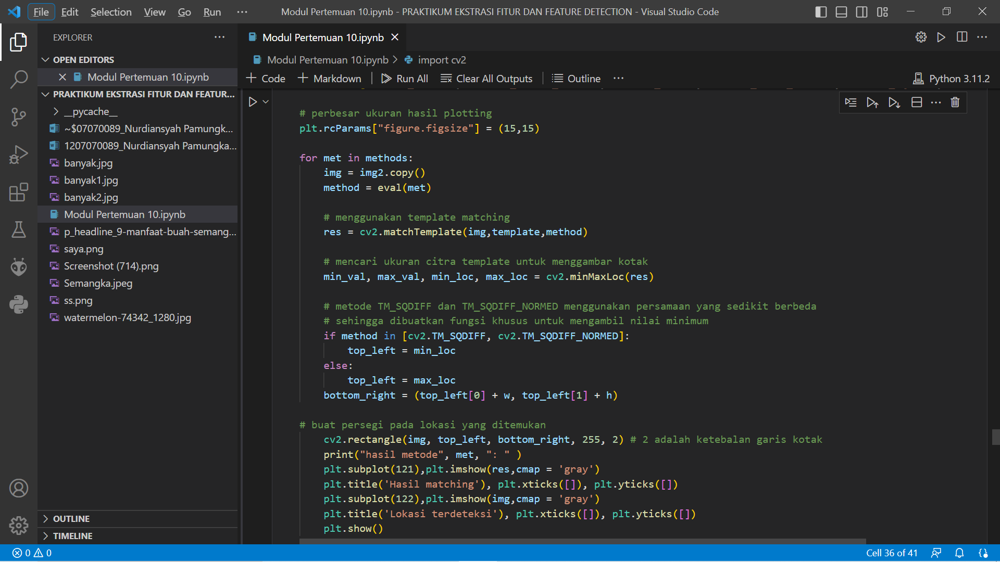 File Edit Selection View Go Run ··· Modul Pertemuan 10.ipynb - PRAKTIKUM EKSTRASI FITUR DAN FEATURE DETECTION - Visual Studio Code
EXPLORER ···
OPEN EDITORS
Modul Pertemuan 10.ipynb
PRAKTIKUM EKSTRASI FITUR DAN FEATUR...
__pycache__
~$07070089_Nurdiansyah Pamungk...
1207070089_Nurdiansyah Pamungka...
banyak.jpg
banyak1.jpg
banyak2.jpg
Modul Pertemuan 10.ipynb
p_headline_9-manfaat-buah-semang...
saya.png
Screenshot (714).png
Semangka.jpeg
ss.png
watermelon-74342_1280.jpg
OUTLINE
TIMELINE
Modul Pertemuan 10.ipynb
Modul Pertemuan 10.ipynb > import cv2
+ Code + Markdown Run All Clear All Outputs Outline ··· Python 3.11.2
# perbesar ukuran hasil plotting
plt.rcParams["figure.figsize"] = (15,15)
for met in methods:
    img = img2.copy()
    method = eval(met)
    # menggunakan template matching
    res = cv2.matchTemplate(img,template,method)
    # mencari ukuran citra template untuk menggambar kotak
    min_val, max_val, min_loc, max_loc = cv2.minMaxLoc(res)
    # metode TM_SQDIFF dan TM_SQDIFF_NORMED menggunakan persamaan yang sedikit berbeda
    # sehingga dibuatkan fungsi khusus untuk mengambil nilai minimum
    if method in [cv2.TM_SQDIFF, cv2.TM_SQDIFF_NORMED]:
        top_left = min_loc
    else:
        top_left = max_loc
    bottom_right = (top_left[0] + w, top_left[1] + h)
# buat persegi pada lokasi yang ditemukan
    cv2.rectangle(img, top_left, bottom_right, 255, 2) # 2 adalah ketebalan garis kotak
    print("hasil metode", met, ": " )
    plt.subplot(121),plt.imshow(res,cmap = 'gray')
    plt.title('Hasil matching'), plt.xticks([]), plt.yticks([])
    plt.subplot(122),plt.imshow(img,cmap = 'gray')
    plt.title('Lokasi terdeteksi'), plt.xticks([]), plt.yticks([])
    plt.show()
0 0 Cell 36 of 41